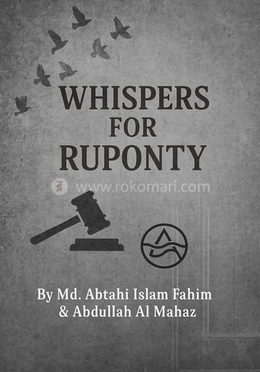 WHISPERS
FOR
RUPONTY
www.rokomari.com
By Md. Abtahi Islam Fahim
& Abdullah Al Mahaz